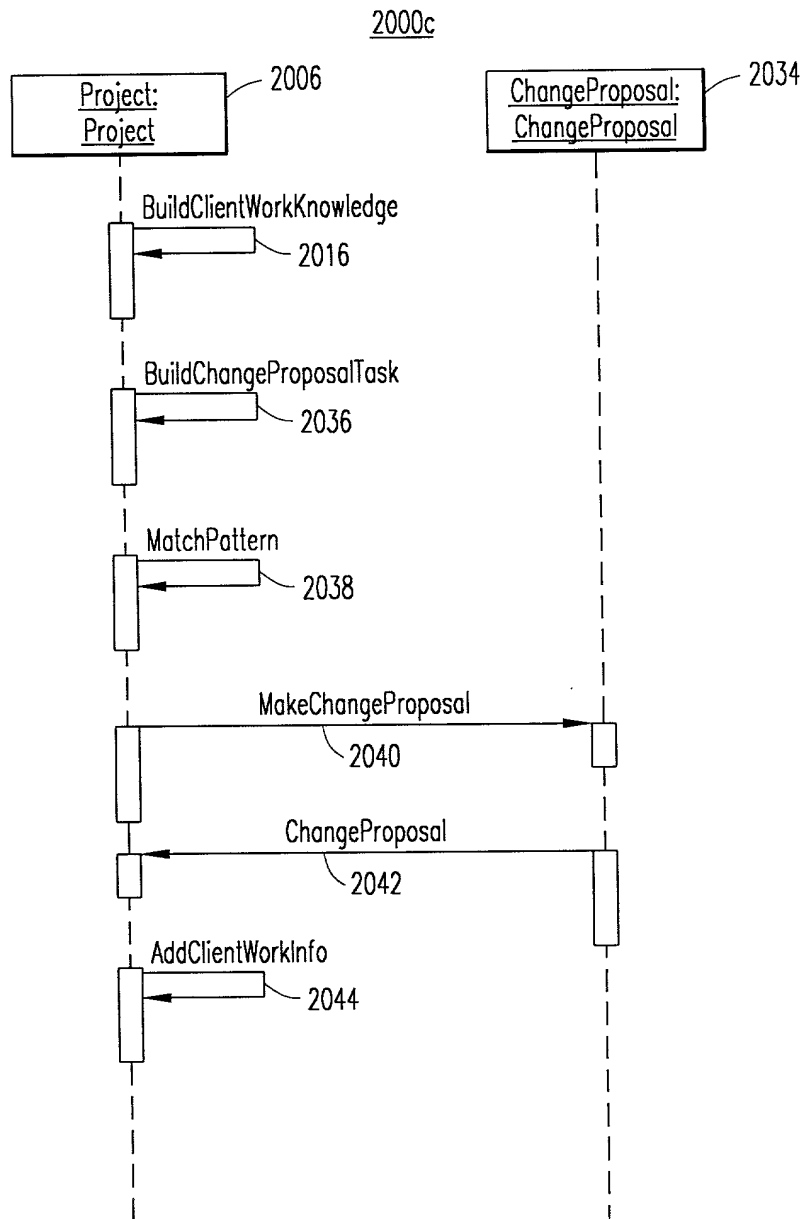 2000c
Project:
Project
2006
ChangeProposal:
ChangeProposal
2034
BuildClientWorkKnowledge
2016
BuildChangeProposalTask
2036
MatchPattern
2038
MakeChangeProposal
2040
ChangeProposal
2042
AddClientWorkInfo
2044